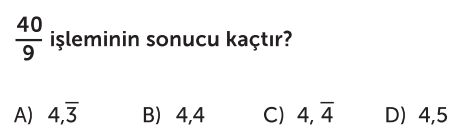 40/9 işleminin sonucu kaçtır?
A) 4,3̅ B) 4,4 C) 4, 4̅ D) 4,5